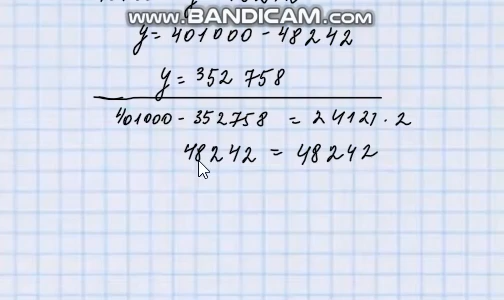 www.BANDICAM.com
y = 401000 - 48242
y = 352 758
401000 - 352758 = 24121 · 2
48242 = 48242